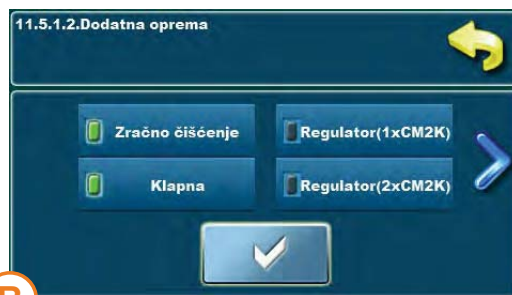 11.5.1.2.Dodatna oprema
Zračno čišćenje
Regulator(1xCM2K)
Klapna
Regulator(2xCM2K)